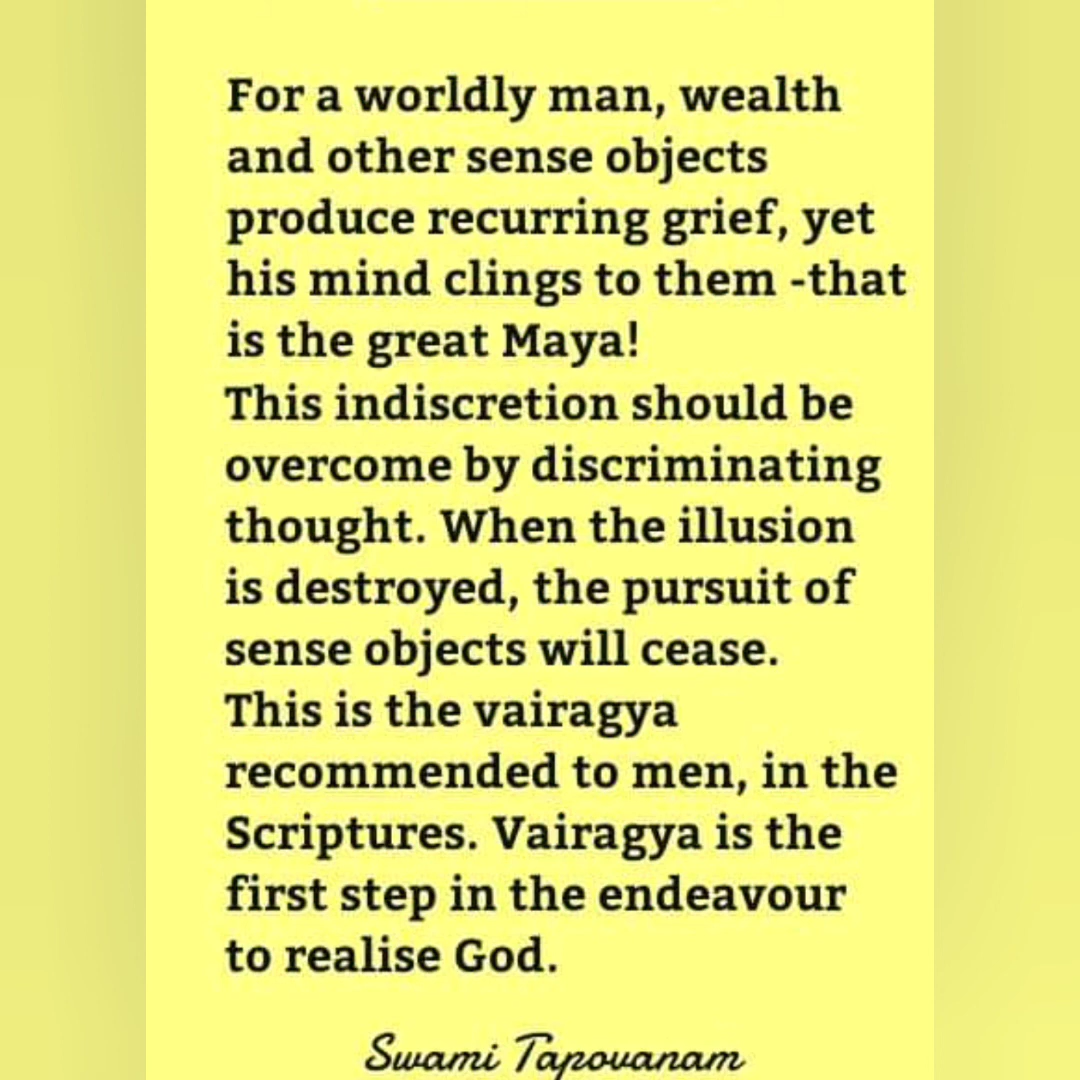 For a worldly man, wealth
and other sense objects
produce recurring grief, yet
his mind clings to them -that
is the great Maya!
This indiscretion should be
overcome by discriminating
thought. When the illusion
is destroyed, the pursuit of
sense objects will cease.
This is the vairagya
recommended to men, in the
Scriptures. Vairagya is the
first step in the endeavour
to realise God.
Swami Tapovanam